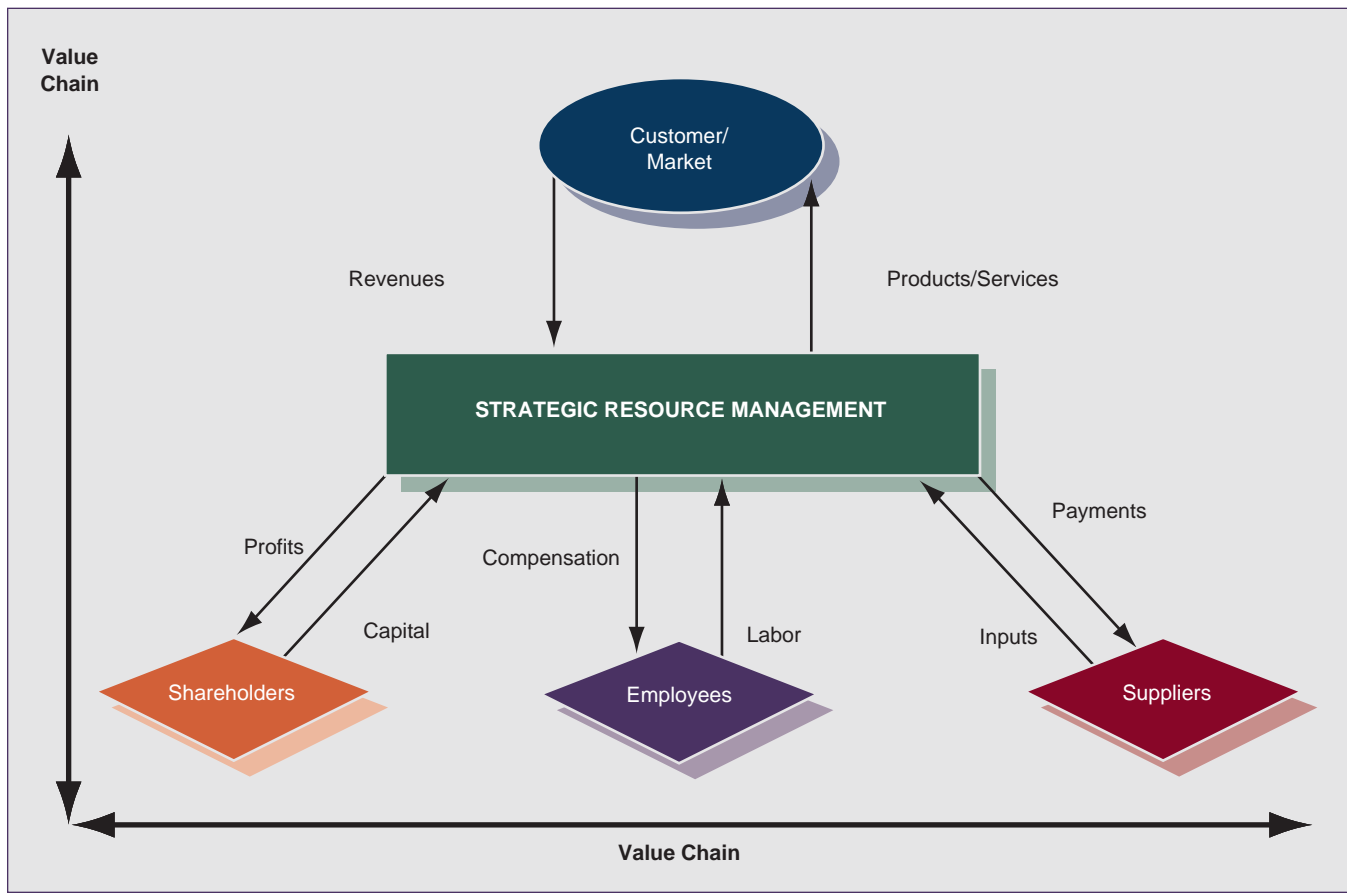 Value
Chain
Customer/
Market
Revenues
Products/Services
STRATEGIC RESOURCE MANAGEMENT
Payments
Profits
Compensation
Capital
Labor
Inputs
Shareholders
Employees
Suppliers
Value Chain